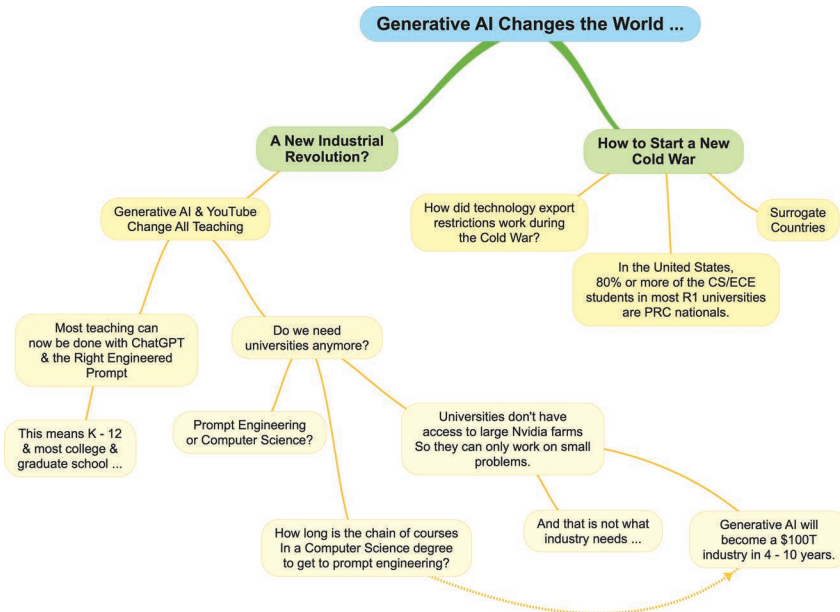 Generative AI Changes the World ...
A New Industrial
Revolution?
How to Start a New
Cold War
Generative AI & YouTube
Change All Teaching
How did technology export
restrictions work during
the Cold War?
Surrogate
Countries
In the United States,
80% or more of the CS/ECE
students in most R1 universities
are PRC nationals.
Most teaching can
now be done with ChatGPT
& the Right Engineered
Prompt
Do we need
universities anymore?
This means K - 12
& most college &
graduate school ...
Prompt Engineering
or Computer Science?
Universities don't have
access to large Nvidia farms
So they can only work on small
problems.
How long is the chain of courses
In a Computer Science degree
to get to prompt engineering?
And that is not what
industry needs ...
Generative AI will
become a $100T
industry in 4 - 10 years.